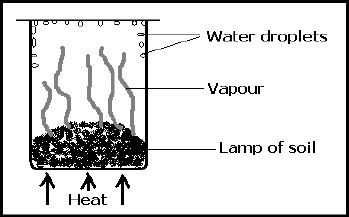 Water droplets
Vapour
Lamp of soil
Heat